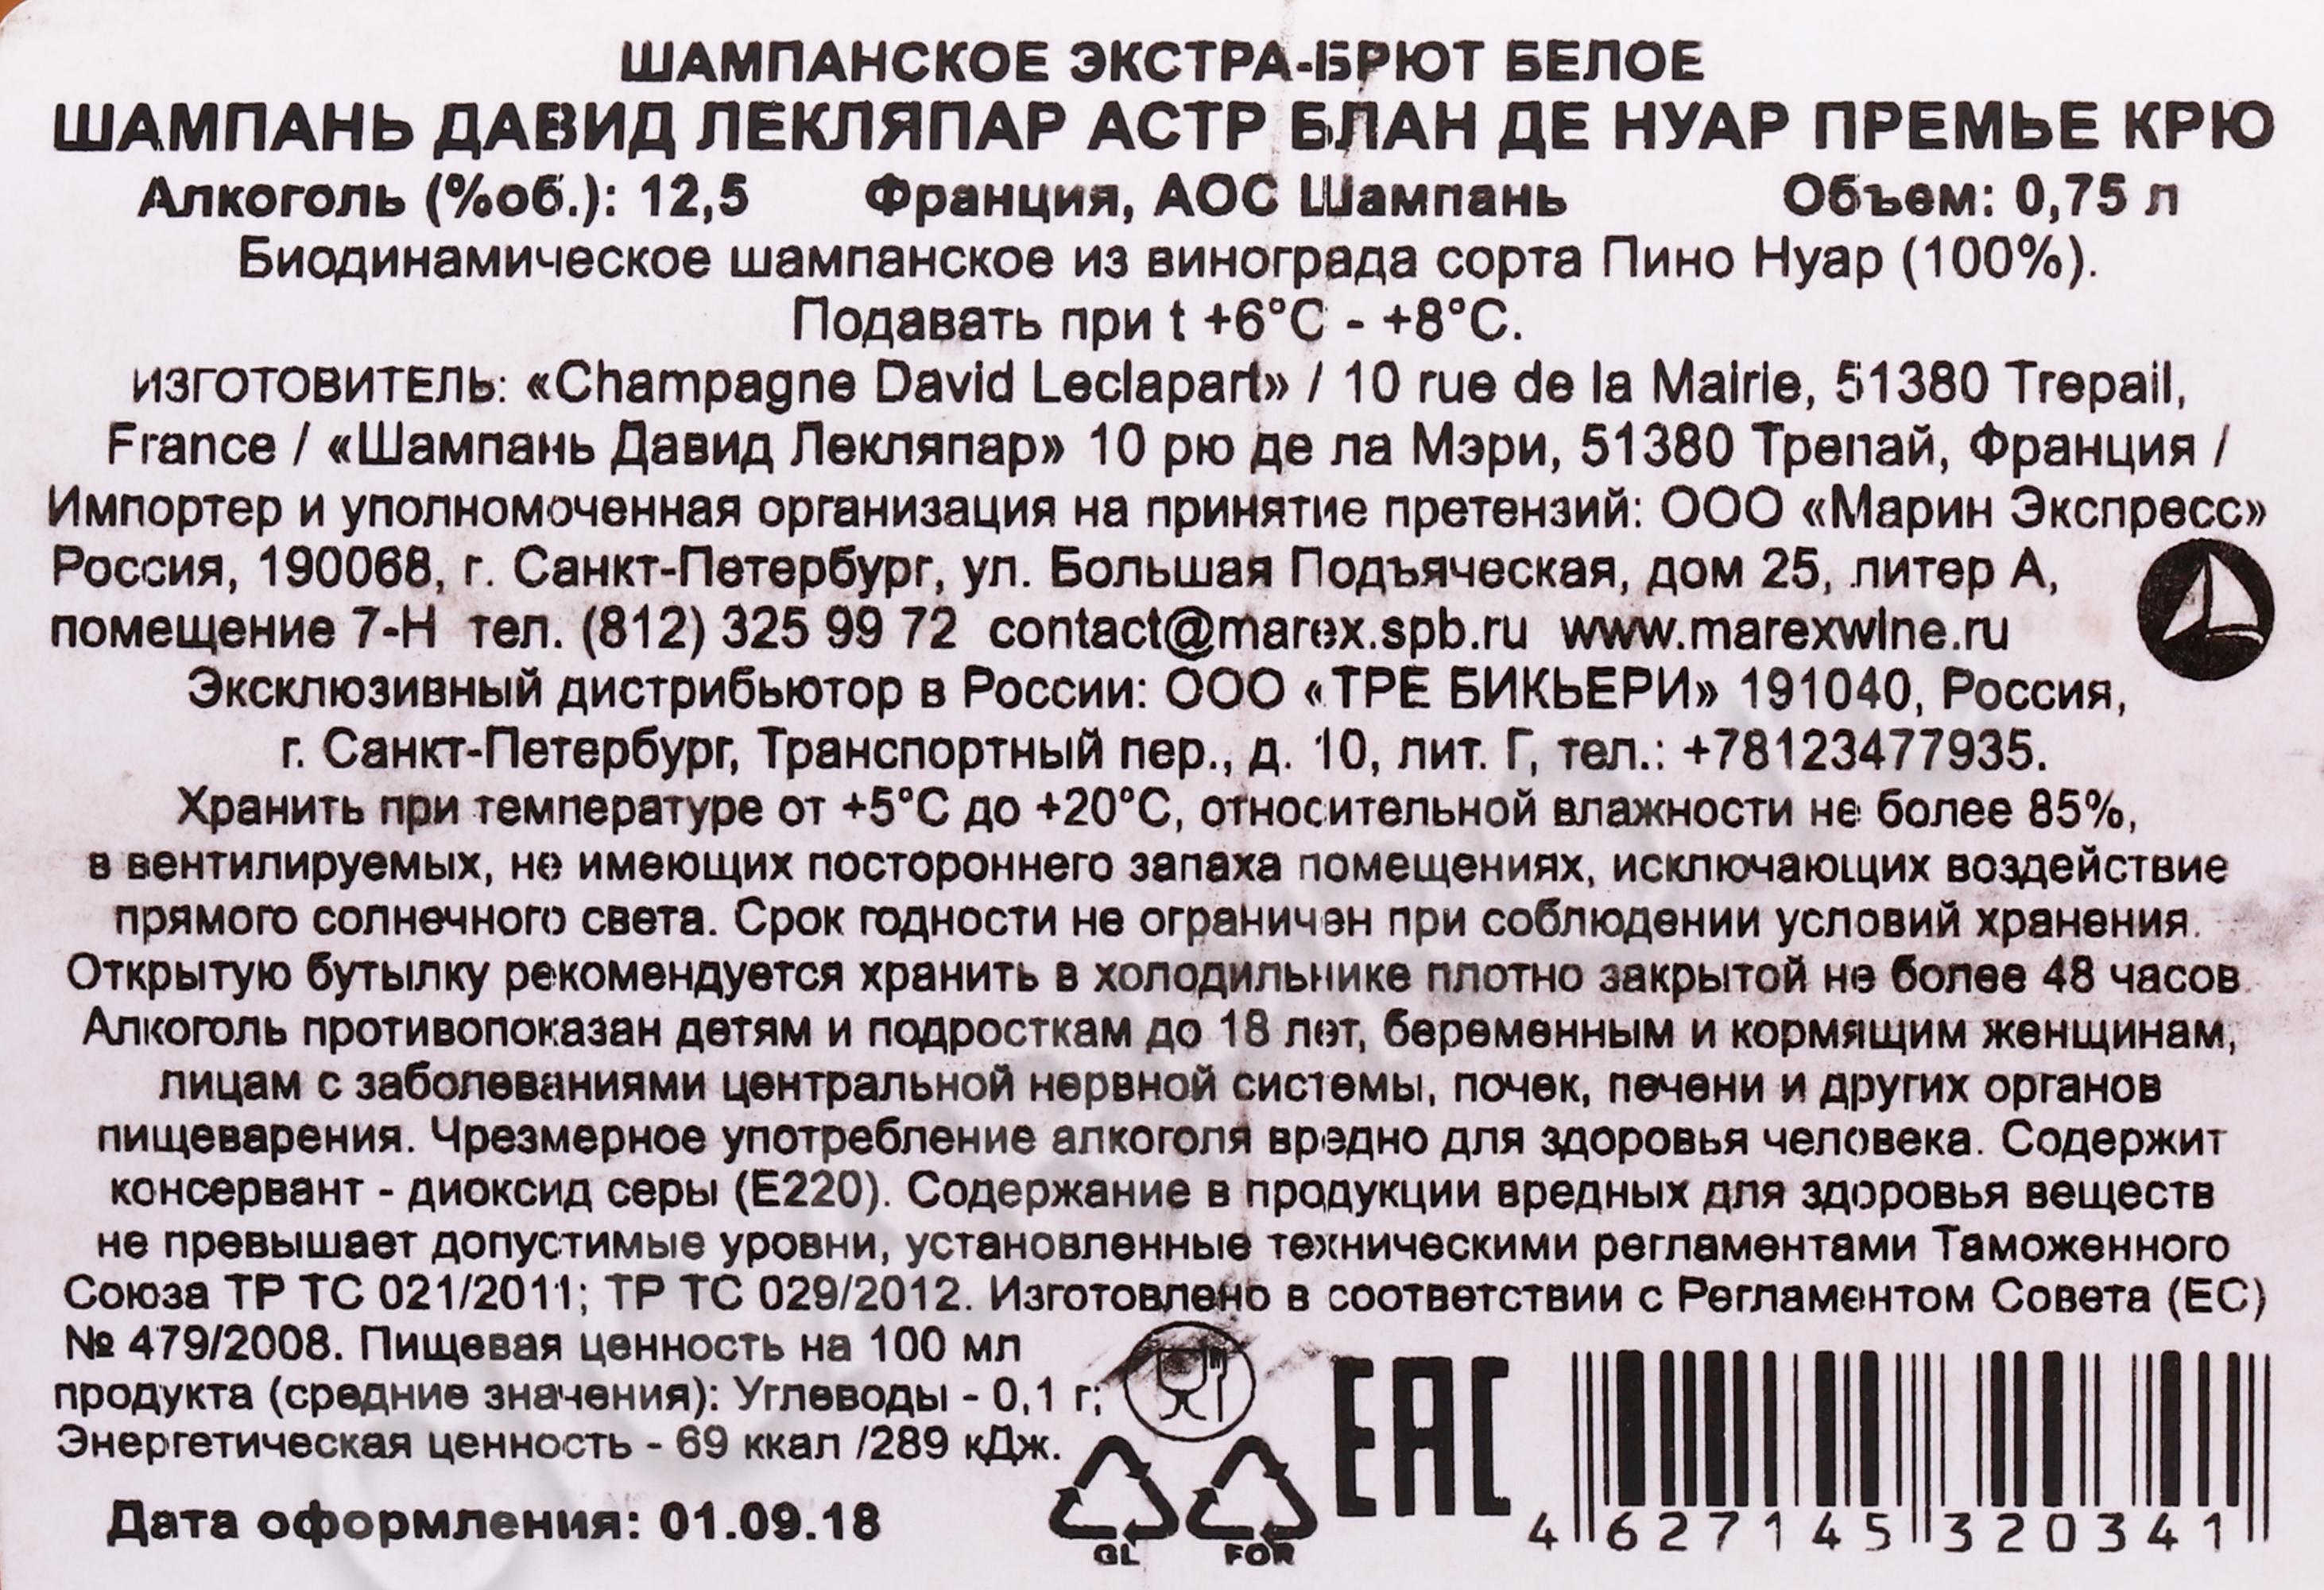 ШАМПАНСКОЕ ЭКСТРА-БРЮТ БЕЛОЕ
ШАМПАНЬ ДАВИД ЛЕКЛЯПАР АСТР БЛАН ДЕ НУАР ПРЕМЬЕ КРЮ
Алкоголь (%об.): 12,5 Франция, АОС Шампань Объем: 0,75 л
Биодинамическое шампанское из винограда сорта Пино Нуар (100%).
Подавать при t +6°C - +8°C.
ИЗГОТОВИТЕЛЬ: «Champagne David Leclapart» / 10 rue de la Mairie, 51380 Trepail,
France / «Шампань Давид Лекляпар» 10 рю де ла Мэри, 51380 Трепай, Франция /
Импортер и уполномоченная организация на принятие претензий: ООО «Марин Экспресс»
Россия, 190068, г. Санкт-Петербург, ул. Большая Подъяческая, дом 25, литер А,
помещение 7-Н тел. (812) 325 99 72 contact@marex.spb.ru www.marexwine.ru
Эксклюзивный дистрибьютор в России: ООО «ТРЕ БИКЬЕРИ» 191040, Россия,
г. Санкт-Петербург, Транспортный пер., д. 10, лит. Г, тел.: +78123477935.
Хранить при температуре от +5°C до +20°C, относительной влажности не более 85%,
в вентилируемых, не имеющих постороннего запаха помещениях, исключающих воздействие
прямого солнечного света. Срок годности не ограничен при соблюдении условий хранения.
Открытую бутылку рекомендуется хранить в холодильнике плотно закрытой не более 48 часов.
Алкоголь противопоказан детям и подросткам до 18 лет, беременным и кормящим женщинам,
лицам с заболеваниями центральной нервной системы, почек, печени и других органов
пищеварения. Чрезмерное употребление алкоголя вредно для здоровья человека. Содержит
консервант - диоксид серы (Е220). Содержание в продукции вредных для здоровья веществ
не превышает допустимые уровни, установленные техническими регламентами Таможенного
Союза ТР ТС 021/2011; ТР ТС 029/2012. Изготовлено в соответствии с Регламентом Совета (ЕС)
№ 479/2008. Пищевая ценность на 100 мл
продукта (средние значения): Углеводы - 0,1 г;
Энергетическая ценность - 69 ккал /289 кДж.
Дата оформления: 01.09.18
GL FOR
EAC
4 627145 320341